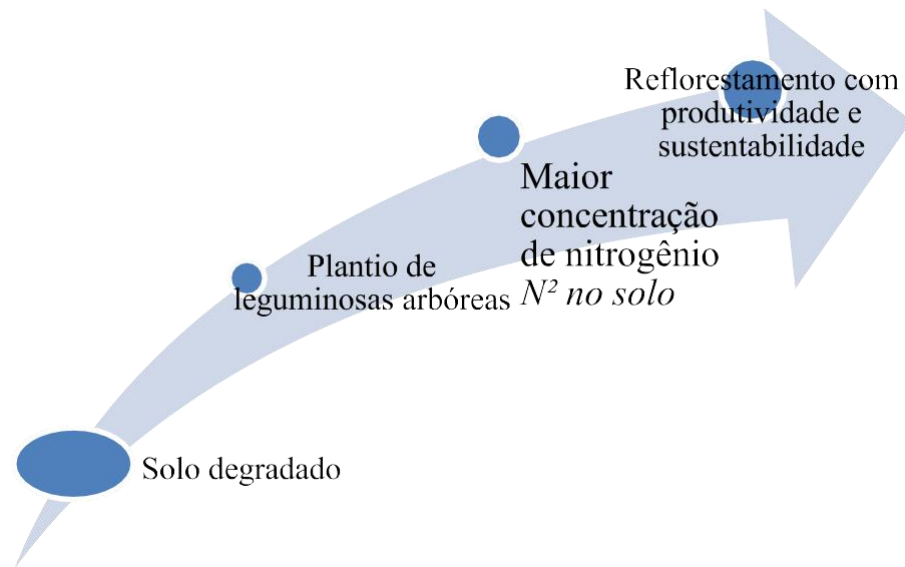 Solo degradado
Plantio de
leguminosas arbóreas
Maior
concentração
de nitrogênio
N² no solo
Reflorestamento com
produtividade e
sustentabilidade